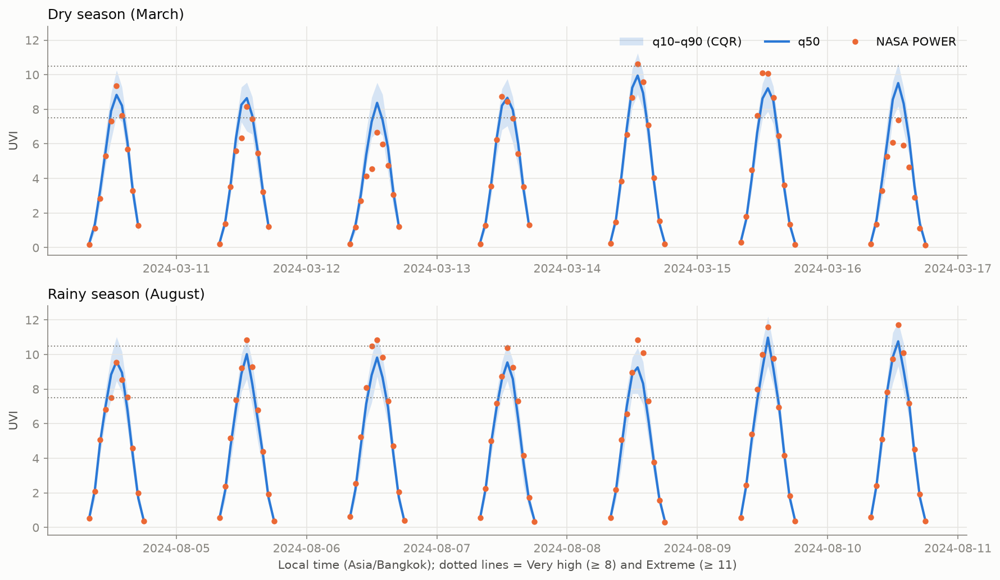 Dry season (March)
q10–q90 (CQR) q50 NASA POWER
12
10
8
6
4
2
0
UVI
2024-03-11 2024-03-12 2024-03-13 2024-03-14 2024-03-15 2024-03-16 2024-03-17
Rainy season (August)
12
10
8
6
4
2
0
UVI
2024-08-05 2024-08-06 2024-08-07 2024-08-08 2024-08-09 2024-08-10 2024-08-11
Local time (Asia/Bangkok); dotted lines = Very high (≥ 8) and Extreme (≥ 11)